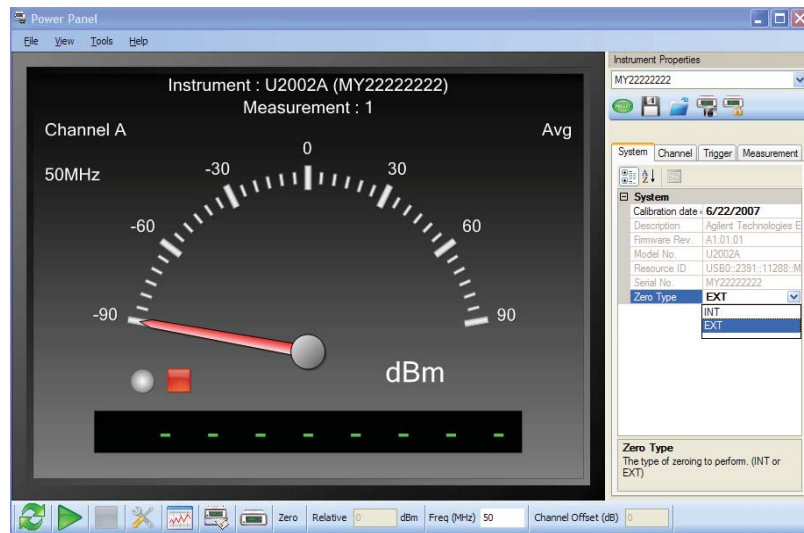 Power Panel
File View Tools Help
Instrument : U2002A (MY22222222)
Measurement : 1
Channel A
Avg
50MHz
-90
-60
-30
0
30
60
90
dBm
- - - - - - - -
Instrument Properties
MY22222222
System Channel Trigger Measurement
System
Calibration date 6/22/2007
Description Agilent Technologies E
Firmware Rev. A1.01.01
Model No. U2002A
Resource ID USB0::2391::11288::M
Serial No. MY22222222
Zero Type EXT
INT
EXT
Zero Type
The type of zeroing to perform. (INT or
EXT)
Zero Relative 0 dBm Freq (MHz) 50 Channel Offset (dB) 0